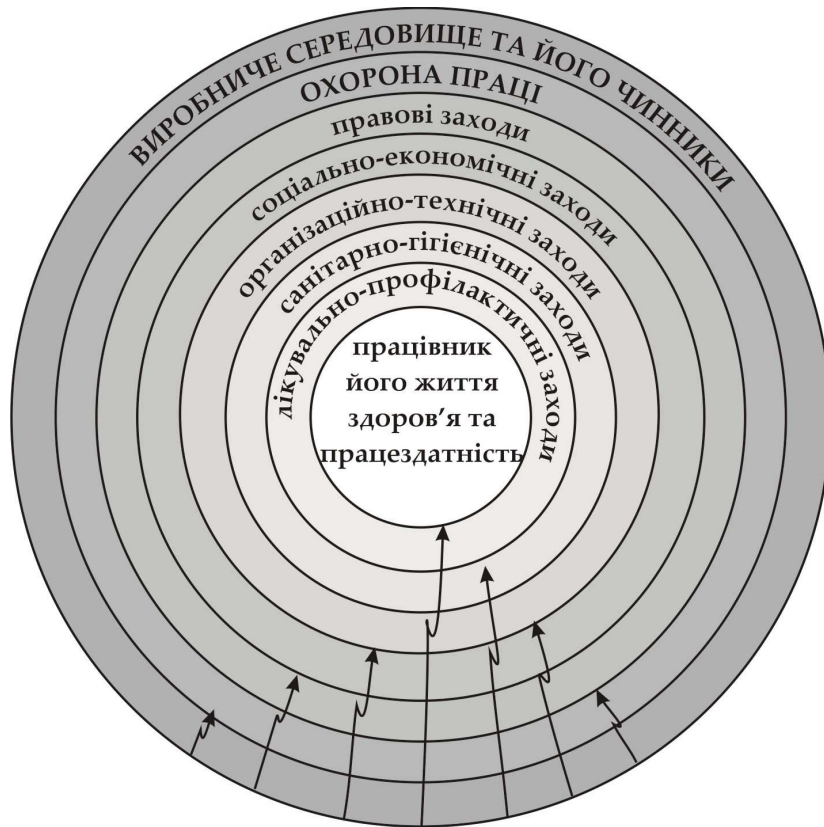 ВИРОБНИЧЕ СЕРЕДОВИЩЕ ТА ЙОГО ЧИННИКИ
ОХОРОНА ПРАЦІ
правові заходи
соціально-економічні заходи
організаційно-технічні заходи
санітарно-гігієнічні заходи
лікувально-профілактичні заходи
працівник
його життя
здоров’я та
працездатність